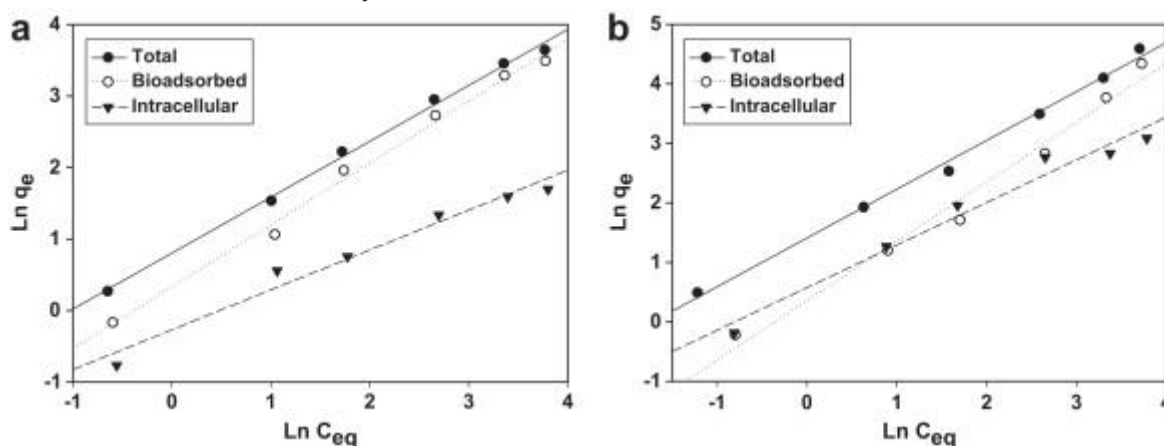 a
Total
Bioadsorbed
Intracellular
Ln qe
4
3
2
1
0
-1
-1 0 1 2 3 4
Ln Ceq
b
Total
Bioadsorbed
Intracellular
Ln qe
5
4
3
2
1
0
-1
-1 0 1 2 3 4
Ln Ceq